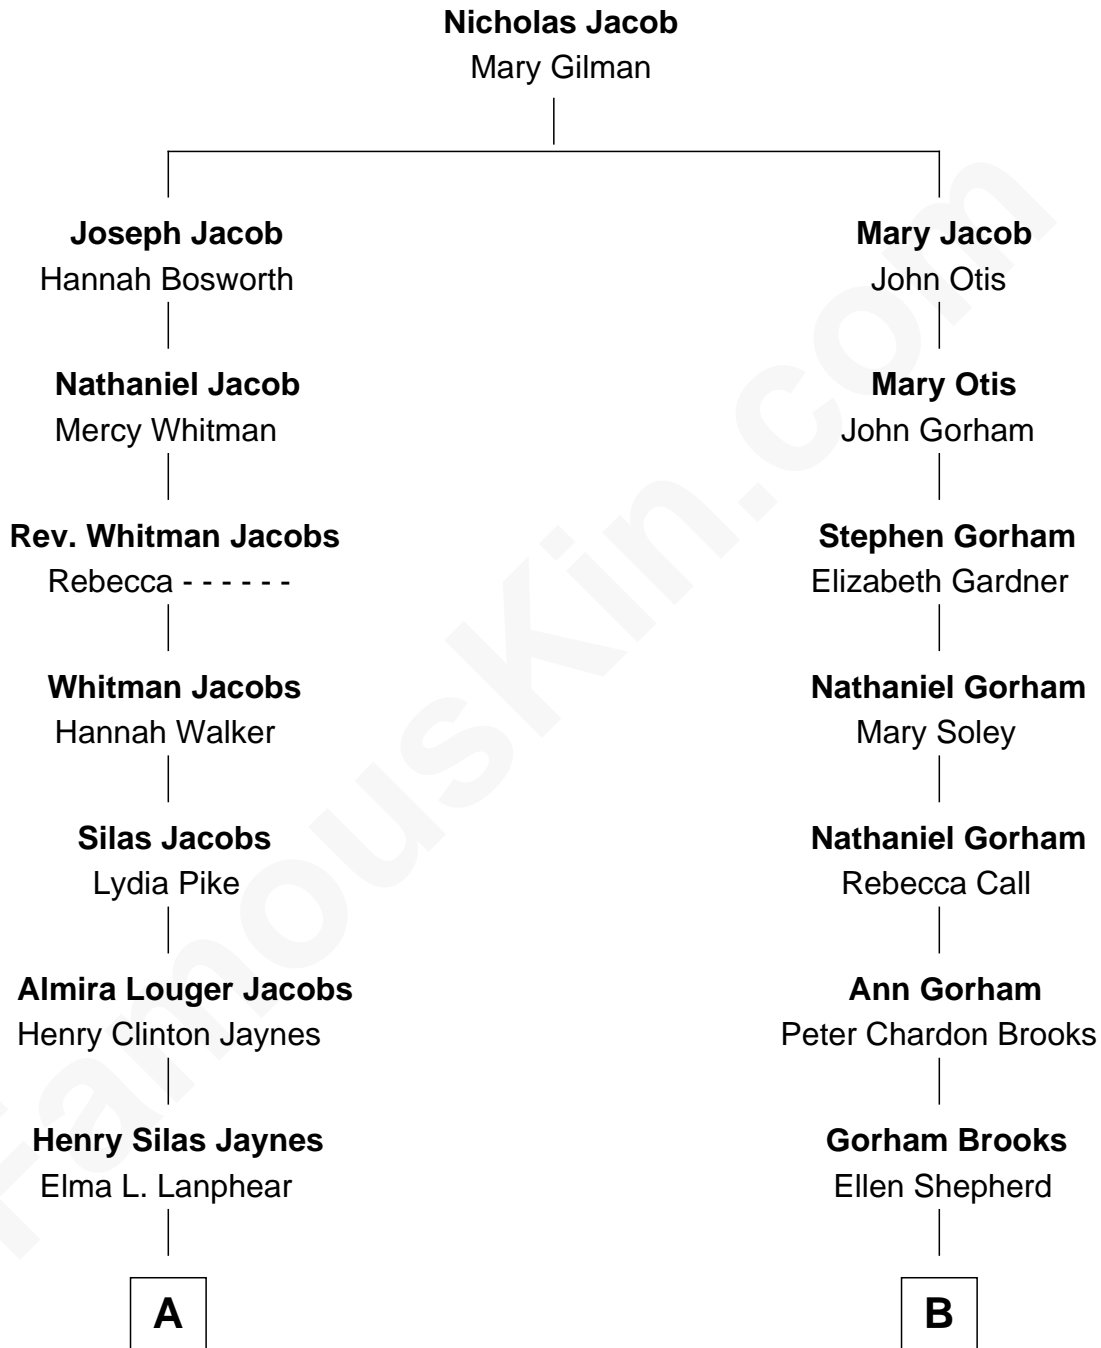 Nicholas Jacob
Mary Gilman
Joseph Jacob
Hannah Bosworth
Mary Jacob
John Otis
Nathaniel Jacob
Mercy Whitman
Mary Otis
John Gorham
Rev. Whitman Jacobs
Rebecca - - - - - -
Stephen Gorham
Elizabeth Gardner
Whitman Jacobs
Hannah Walker
Nathaniel Gorham
Mary Soley
Silas Jacobs
Lydia Pike
Nathaniel Gorham
Rebecca Call
Almira Louger Jacobs
Henry Clinton Jaynes
Ann Gorham
Peter Chardon Brooks
Henry Silas Jaynes
Elma L. Lanphear
Gorham Brooks
Ellen Shepherd
A
B
FamousKin.com